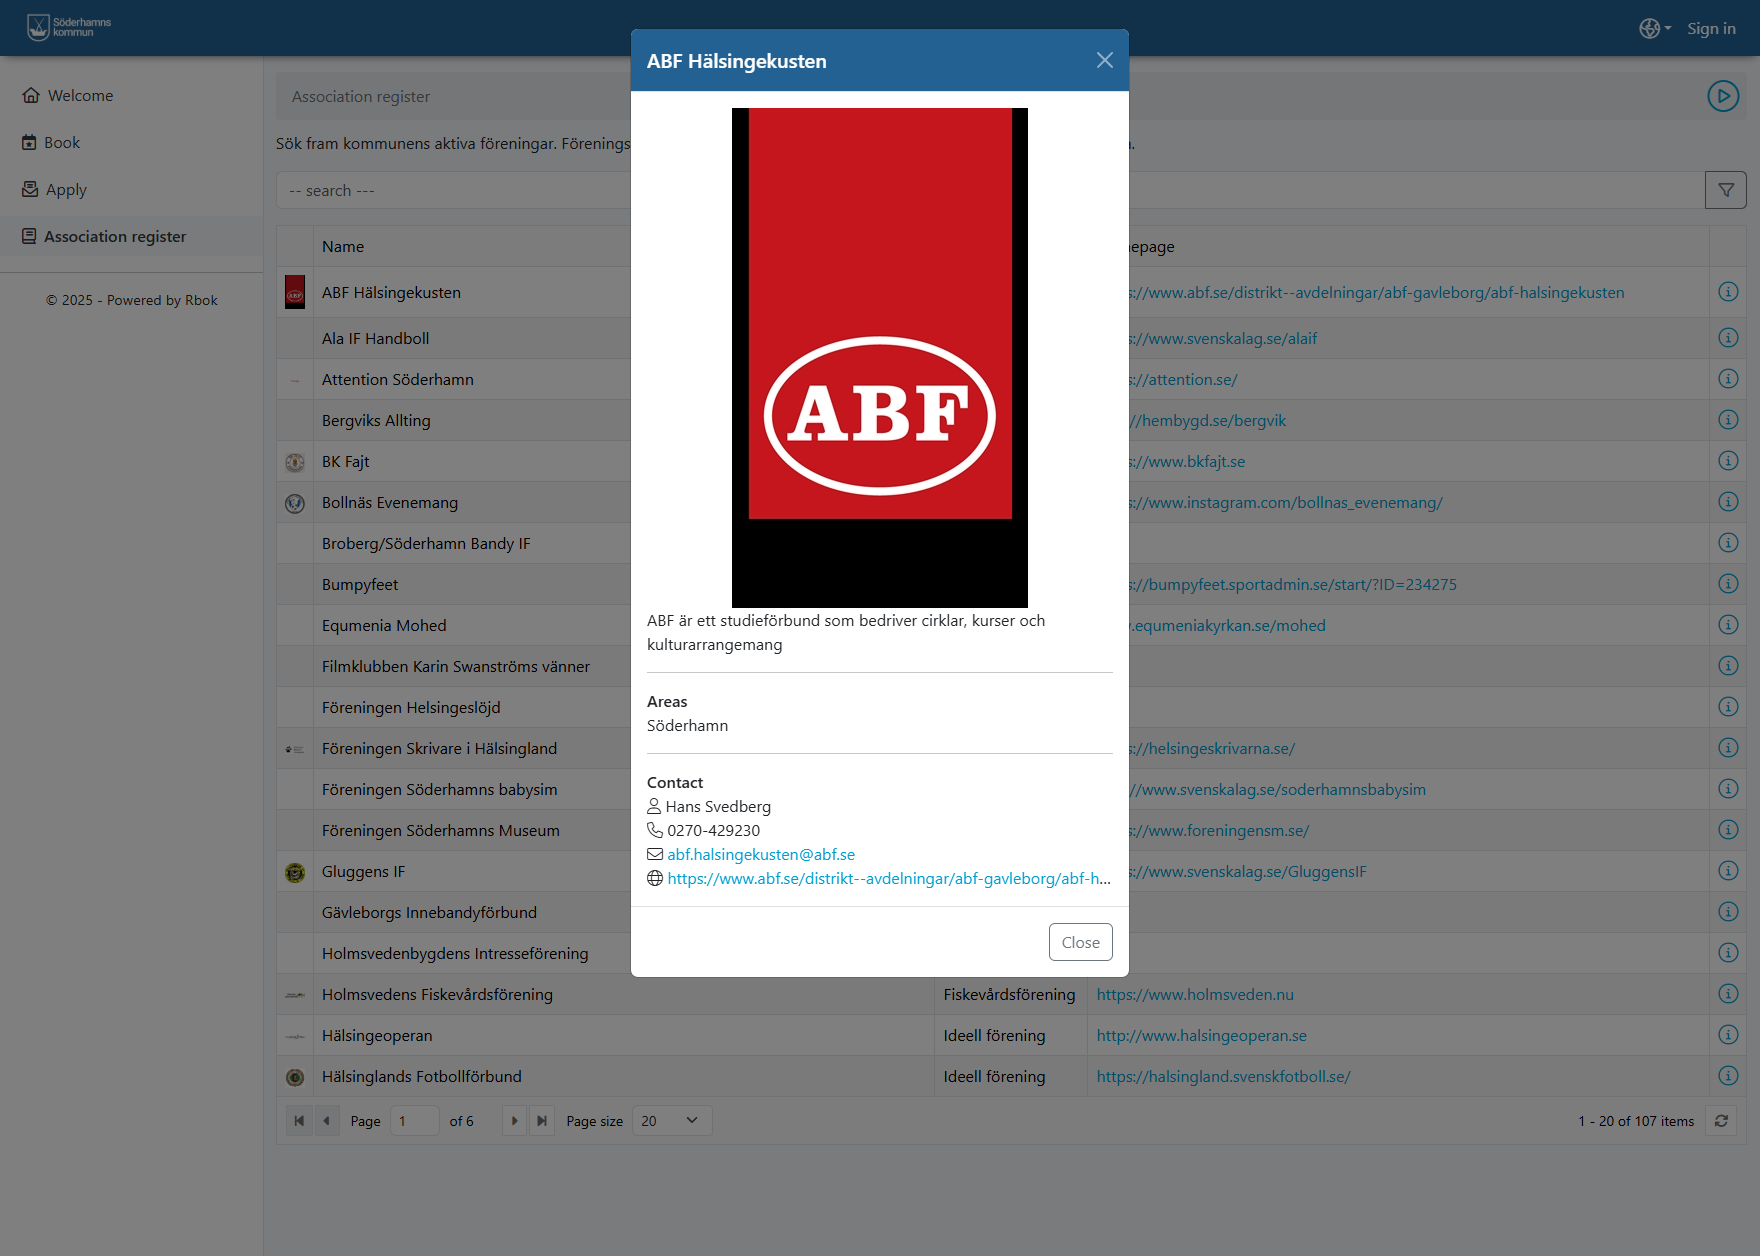 Söderhamns
kommun
Sign in
Welcome
Book
Apply
Association register
© 2025 - Powered by Rbok
Association register
Sök fram kommunens aktiva föreningar.
-- search ---
Name
ABF Hälsingekusten
://www.abf.se/distrikt--avdelningar/abf-gavleborg/abf-halsingekusten
Ala IF Handboll
://www.svenskalag.se/alaif
Attention Söderhamn
://attention.se/
Bergviks Allting
//hembygd.se/bergvik
BK Fajt
://www.bkfajt.se
Bollnäs Evenemang
://www.instagram.com/bollnas_evenemang/
Broberg/Söderhamn Bandy IF
Bumpyfeet
://bumpyfeet.sportadmin.se/start/?ID=234275
Equmenia Mohed
.equmeniakyrkan.se/mohed
Filmklubben Karin Swanströms vänner
Föreningen Helsingeslöjd
Föreningen Skrivare i Hälsingland
://helsingeskrivarna.se/
Föreningen Söderhamns babysim
//www.svenskalag.se/soderhamnsbabysim
Föreningen Söderhamns Museum
://www.foreningensm.se/
Gluggens IF
://www.svenskalag.se/GluggensIF
Gävleborgs Innebandyförbund
Holmsvedenbygdens Intresseförening
Holmsvedens Fiskevårdsförening Fiskevårdsförening https://www.holmsveden.nu
Hälsingeoperan Ideell förening http://www.halsingeoperan.se
Hälsinglands Fotbollförbund Ideell förening https://halsingland.svenskfotboll.se/
Page 1 of 6 Page size 20 1 - 20 of 107 items
ABF Hälsingekusten
ABF
ABF är ett studieförbund som bedriver cirklar, kurser och
kulturarrangemang
Areas
Söderhamn
Contact
Hans Svedberg
0270-429230
abf.halsingekusten@abf.se
https://www.abf.se/distrikt--avdelningar/abf-gavleborg/abf-h...
Close